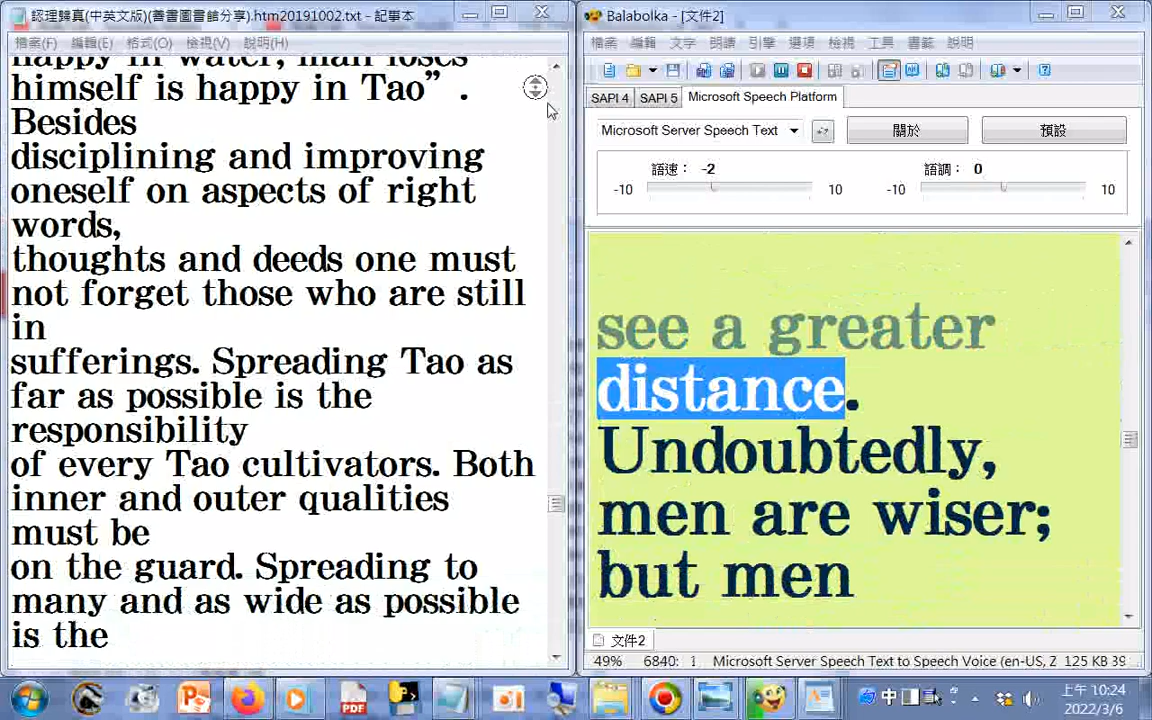 認理歸真(中英文版)(善書圖書館分享).htm20191002.txt - 記事本
檔案(F) 編輯(E) 格式(O) 檢視(V) 說明(H)
happy in water, man loses
himself is happy in Tao”.
Besides
disciplining and improving
oneself on aspects of right
words,
thoughts and deeds one must
not forget those who are still
in
sufferings. Spreading Tao as
far as possible is the
responsibility
of every Tao cultivators. Both
inner and outer qualities
must be
on the guard. Spreading to
many and as wide as possible
is the
Balabolka - [文件2]
檔案 編輯 文字 朗讀 引擎 選項 檢視 工具 書籤 說明
SAPI 4 SAPI 5 Microsoft Speech Platform
Microsoft Server Speech Text 關於 預設
語速： -2 語調： 0
-10 10 -10 10
see a greater
distance.
Undoubtedly,
men are wiser;
but men
文件2
49% 6840: 1 Microsoft Server Speech Text to Speech Voice (en-US, Z 125 KB 39
PDF
中
上午 10:24
2022/3/6